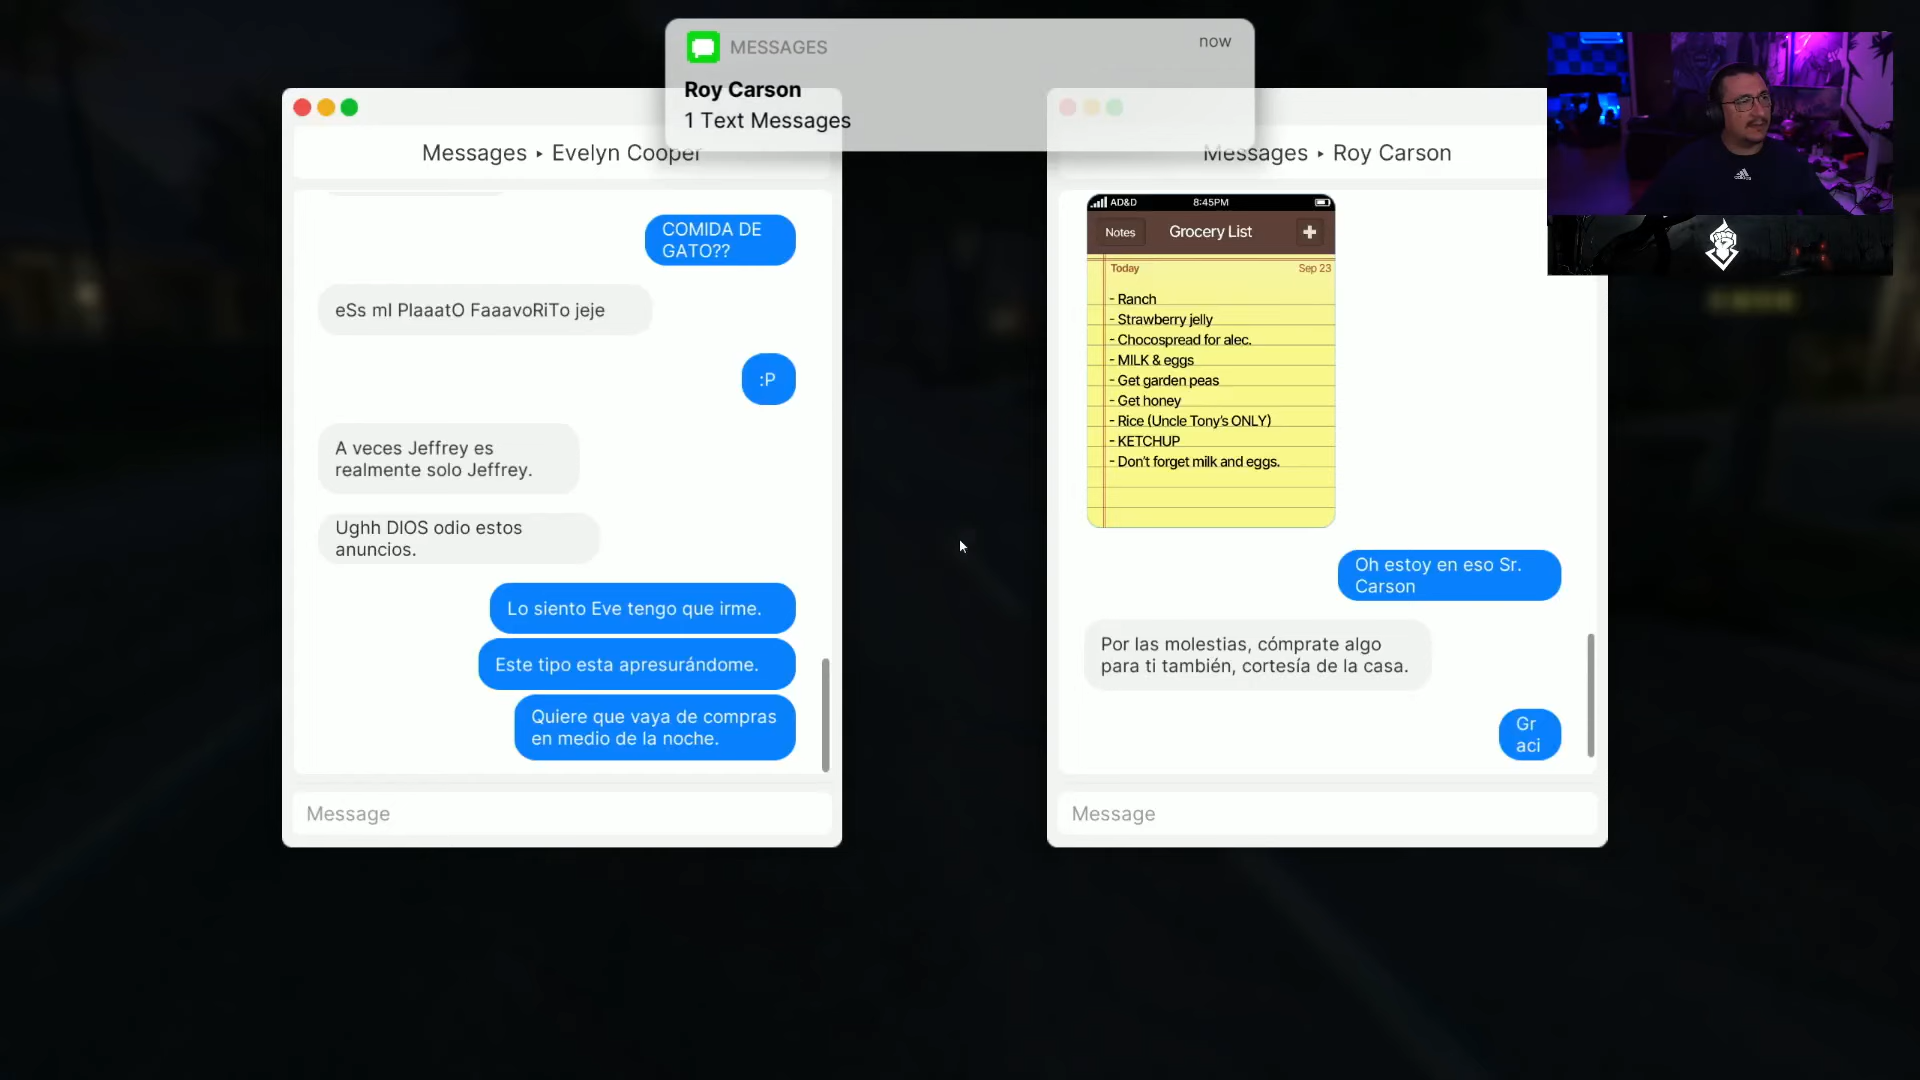 MESSAGES
now
Roy Carson
1 Text Messages
Messages ▸ Evelyn Cooper
COMIDA DE
GATO??
eSs mI PlaaatO FaaavoRiTo jeje
:P
A veces Jeffrey es
realmente solo Jeffrey.
Ughh DIOS odio estos
anuncios.
Lo siento Eve tengo que irme.
Este tipo esta apresurándome.
Quiere que vaya de compras
en medio de la noche.
Message
Messages ▸ Roy Carson
AD&D
8:45PM
Notes
Grocery List
+
Today
Sep 23
- Ranch
- Strawberry jelly
- Chocospread for alec.
- MILK & eggs
- Get garden peas
- Get honey
- Rice (Uncle Tony's ONLY)
- KETCHUP
- Don't forget milk and eggs.
Oh estoy en eso Sr.
Carson
Por las molestias, cómprate algo
para ti también, cortesía de la casa.
Gr
aci
Message